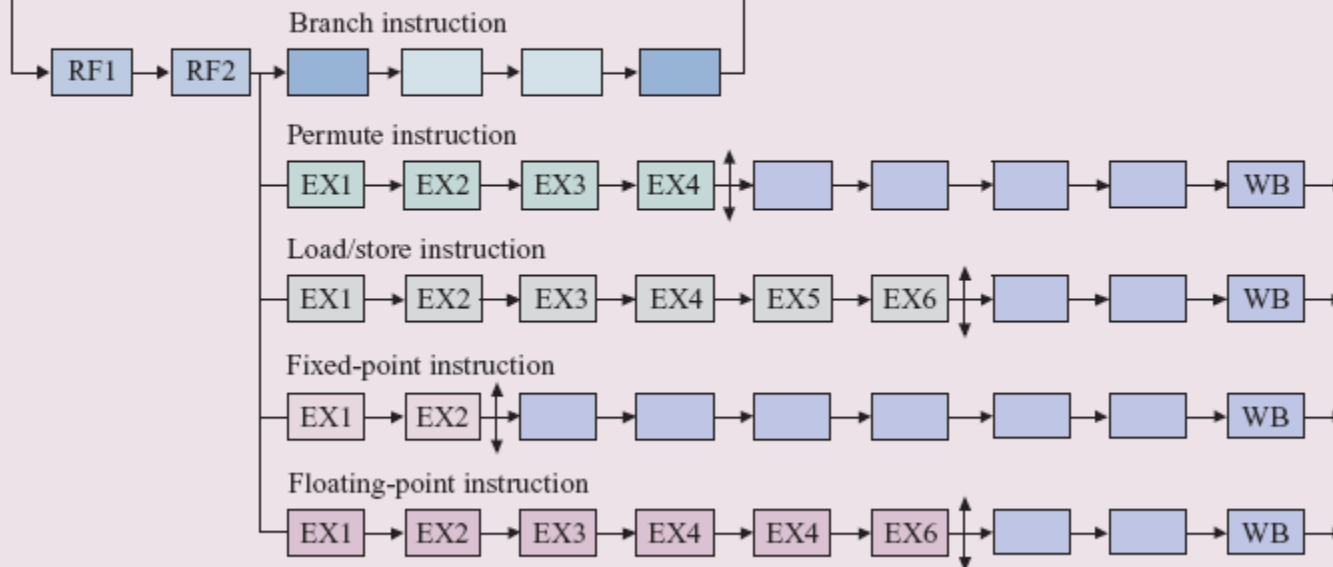 Branch instruction
RF1 RF2
Permute instruction
EX1 EX2 EX3 EX4 WB
Load/store instruction
EX1 EX2 EX3 EX4 EX5 EX6 WB
Fixed-point instruction
EX1 EX2 WB
Floating-point instruction
EX1 EX2 EX3 EX4 EX4 EX6 WB